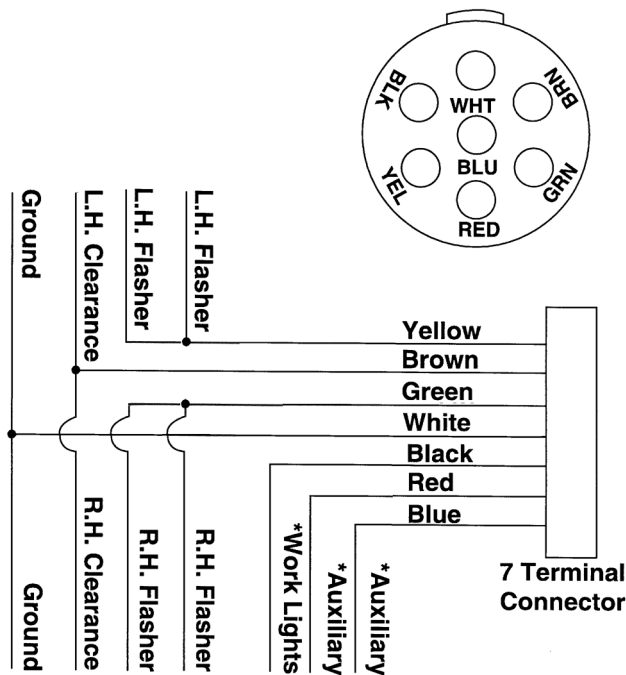 BLK
WHT
BRN
BLU
YEL
GRN
RED
Ground
L.H. Clearance
L.H. Flasher
L.H. Flasher
Yellow
Brown
Green
White
Black
Red
Blue
Ground
R.H. Clearance
R.H. Flasher
R.H. Flasher
*Work Lights
*Auxiliary
*Auxiliary
7 Terminal
Connector